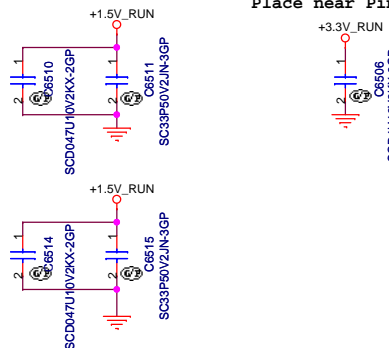 Place near Pi
+1.5V_RUN
+3.3V_RUN
1
2
G/P
C6510
SCD047U10V2KX-2GP
1
2
G/P
C6511
SC33P50V2JN-3GP
1
2
G/P
C6506
+1.5V_RUN
1
2
G/P
C6514
SCD047U10V2KX-2GP
1
2
G/P
C6515
SC33P50V2JN-3GP